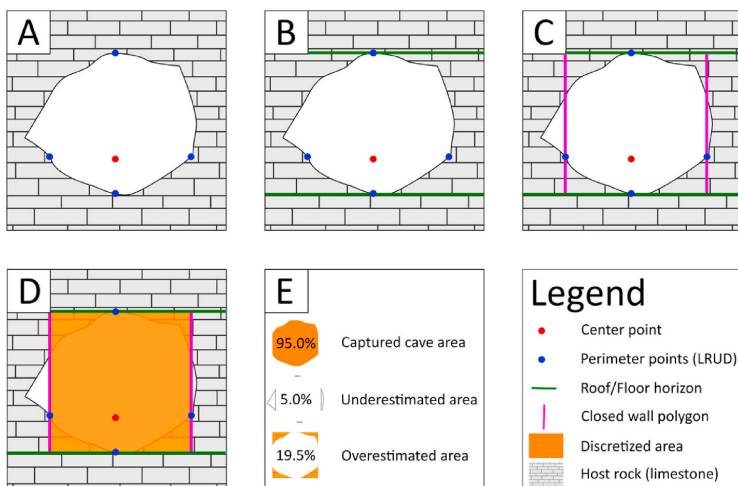 A
B
C
D
E
95.0% Captured cave area
5.0% Underestimated area
19.5% Overestimated area
Legend
Center point
Perimeter points (LRUD)
Roof/Floor horizon
Closed wall polygon
Discretized area
Host rock (limestone)